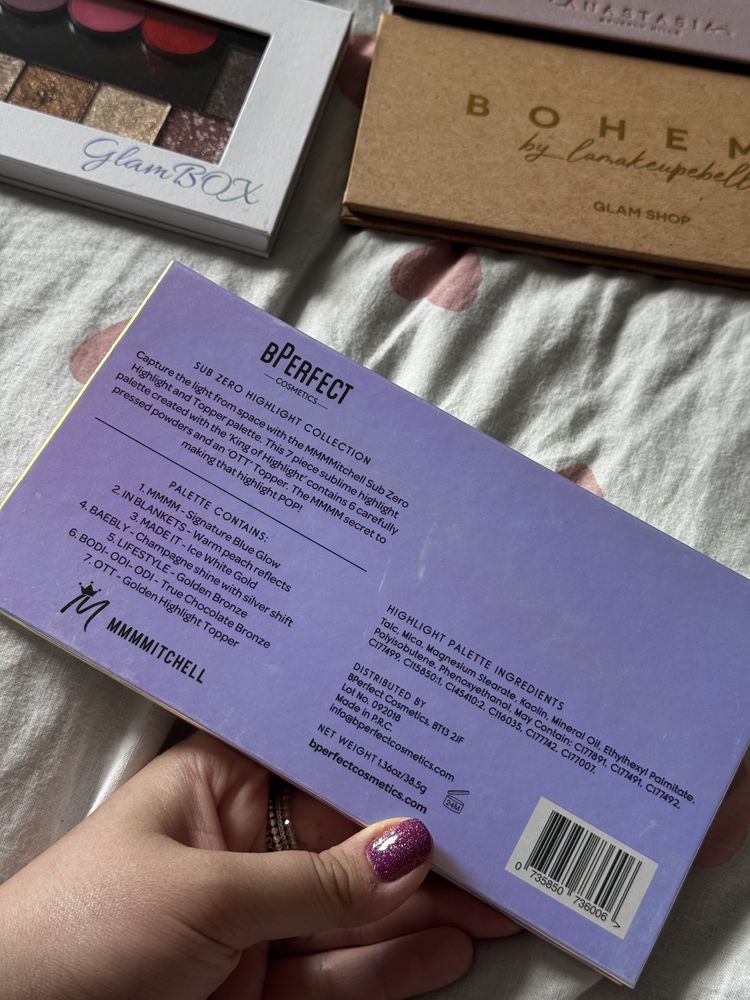 ANASTASIA
GlamBOX
BOHEM
by lamakeupebell
GLAM SHOP
BPERFECT
COSMETICS
SUB ZERO HIGHLIGHT COLLECTION
Capture the light from space with the MMMMitchell Sub Zero
Highlight and Topper palette. This 7 piece sublime highlight
palette created with the 'King of Highlight' contains 6 carefully
pressed powders and an 'OTT' Topper. The MMMM secret to
making that highlight POP!
PALETTE CONTAINS:
1. MMMM - Signature Blue Glow
2. IN BLANKETS - Warm peach reflects
3. MADE IT - Ice White Gold
4. BAEBLY - Champagne shine with silver shift
5. LIFESTYLE - Golden Bronze
6. BODI-ODI-ODI - True Chocolate Bronze
7. OTT - Golden Highlight Topper
M MMMMITCHELL
HIGHLIGHT PALETTE INGREDIENTS
Talc, Mica, Magnesium Stearate, Kaolin, Mineral Oil, Ethylhexyl Palmitate,
Polyisobutene, Phenoxyethanol, May Contain: CI77891, CI77491, CI77492,
CI77499, CI15850:1, CI45410:2, CI16035, CI77742, CI77007.
DISTRIBUTED BY
BPerfect Cosmetics, BT13 2JF
Lot No. 092018
Made in P.R.C.
info@bperfectcosmetics.com
NET WEIGHT 1.36oz/38.5g
bperfectcosmetics.com
24M
0 735850 736006 7